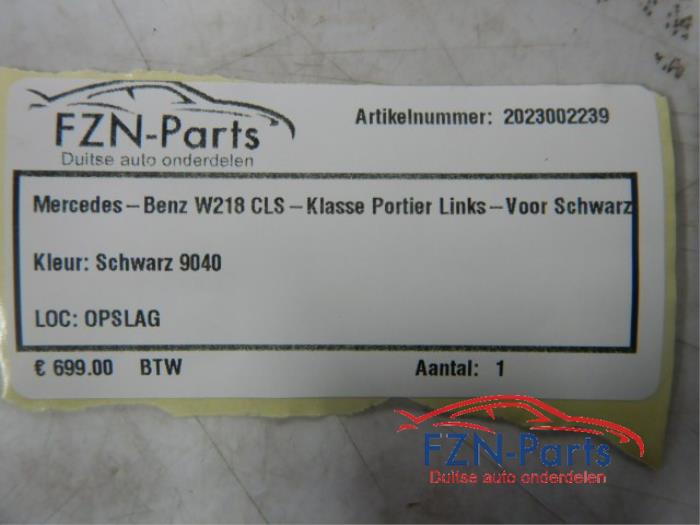 FZN-Parts
Duitse auto onderdelen
Artikelnummer: 2023002239
Mercedes-Benz W218 CLS-Klasse Portier Links-Voor Schwarz
Kleur: Schwarz 9040
LOC: OPSLAG
€ 699.00 BTW Aantal: 1
FZN-Parts
Duitse auto onderdelen